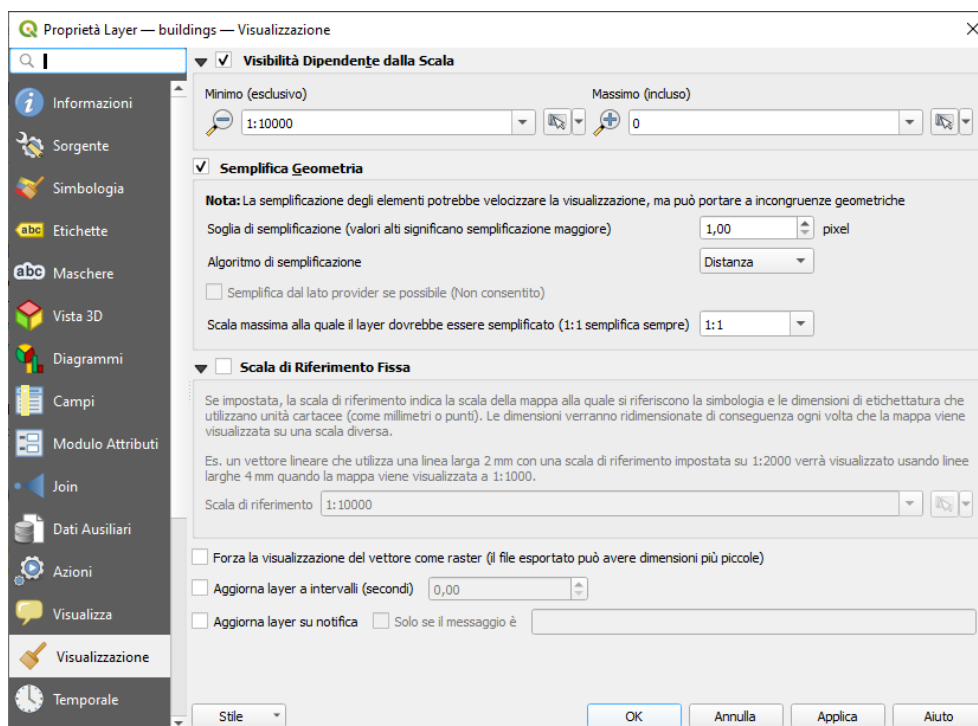 Proprietà Layer — buildings — Visualizzazione
Informazioni
Sorgente
Simbologia
abc Etichette
abc Maschere
Vista 3D
Diagrammi
Campi
Modulo Attributi
Join
Dati Ausiliari
Azioni
Visualizza
Visualizzazione
Temporale
Visibilità Dipendente dalla Scala
Minimo (esclusivo)
Massimo (incluso)
1:10000
0
Semplifica Geometria
Nota: La semplificazione degli elementi potrebbe velocizzare la visualizzazione, ma può portare a incongruenze geometriche
Soglia di semplificazione (valori alti significano semplificazione maggiore) 1,00 pixel
Algoritmo di semplificazione Distanza
Semplifica dal lato provider se possibile (Non consentito)
Scala massima alla quale il layer dovrebbe essere semplificato (1:1 semplifica sempre) 1:1
Scala di Riferimento Fissa
Se impostata, la scala di riferimento indica la scala della mappa alla quale si riferiscono la simbologia e le dimensioni di etichettatura che
utilizzano unità cartacee (come millimetri o punti). Le dimensioni verranno ridimensionate di conseguenza ogni volta che la mappa viene
visualizzata su una scala diversa.
Es. un vettore lineare che utilizza una linea larga 2 mm con una scala di riferimento impostata su 1:2000 verrà visualizzato usando linee
larghe 4 mm quando la mappa viene visualizzata a 1:1000.
Scala di riferimento 1:10000
Forza la visualizzazione del vettore come raster (il file esportato può avere dimensioni più piccole)
Aggiorna layer a intervalli (secondi) 0,00
Aggiorna layer su notifica Solo se il messaggio è
Stile
OK
Annulla
Applica
Aiuto